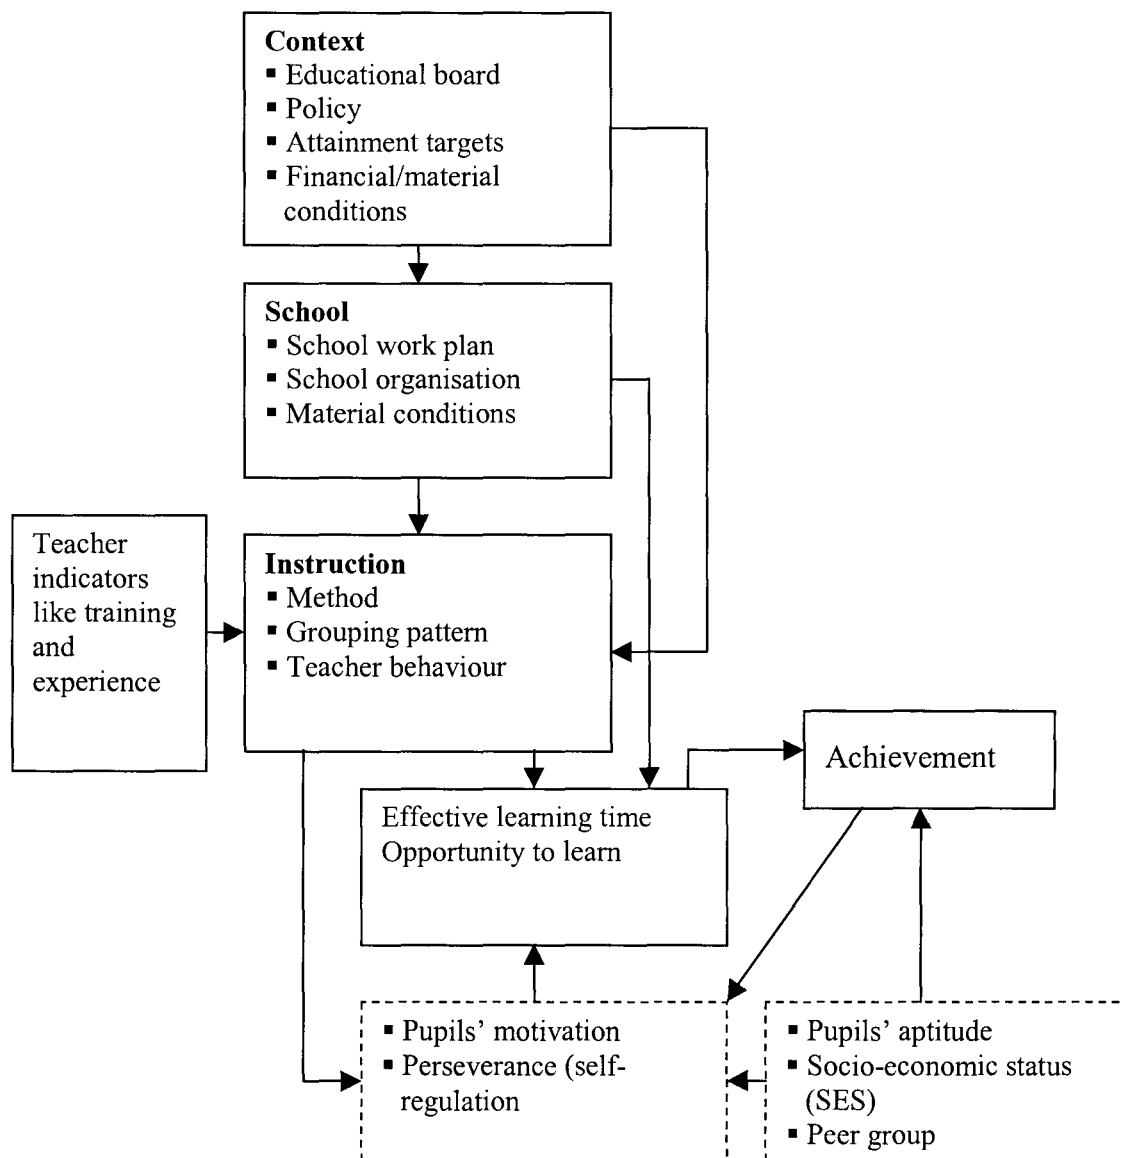 Context
▪ Educational board
▪ Policy
▪ Attainment targets
▪ Financial/material
conditions
School
▪ School work plan
▪ School organisation
▪ Material conditions
Teacher
indicators
like training
and
experience
Instruction
▪ Method
▪ Grouping pattern
▪ Teacher behaviour
Achievement
Effective learning time
Opportunity to learn
▪ Pupils’ motivation
▪ Perseverance (self-
regulation
▪ Pupils’ aptitude
▪ Socio-economic status
(SES)
▪ Peer group